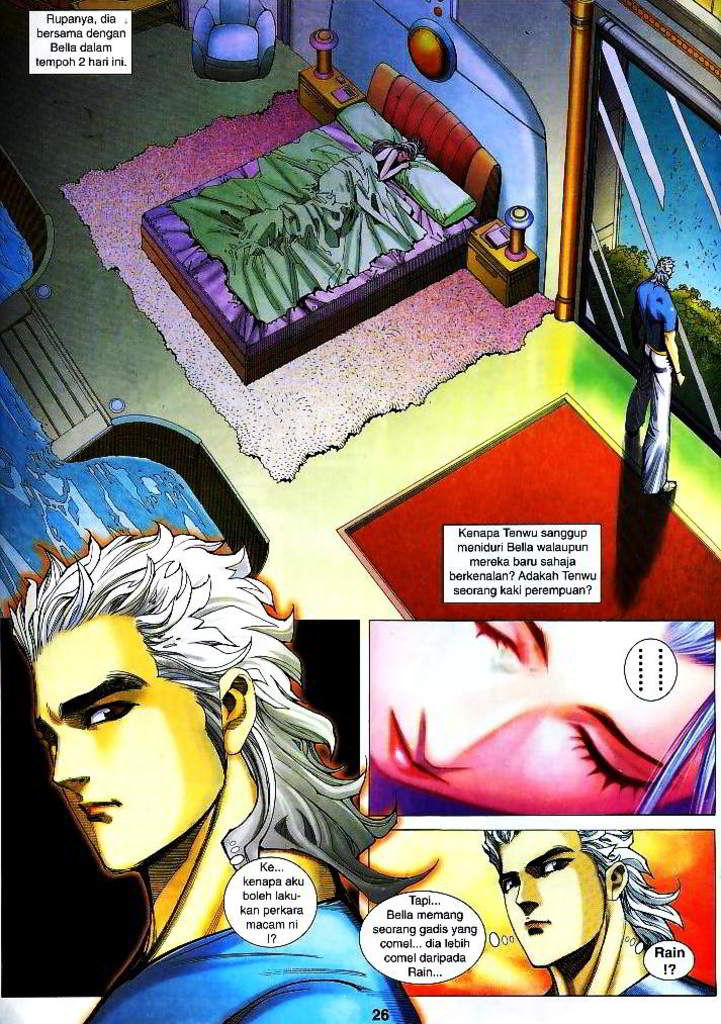 Rupanya, dia
bersama dengan
Bella dalam
tempoh 2 hari ini.
Kenapa Tenwu sanggup
meniduri Bella walaupun
mereka baru sahaja
berkenalan? Adakah Tenwu
seorang kaki perempuan?
Ke...
kenapa aku
boleh laku-
kan perkara
macam ni
!?
Tapi...
Bella memang
seorang gadis yang
comel... dia lebih
comel daripada
Rain...
Rain
!?
26